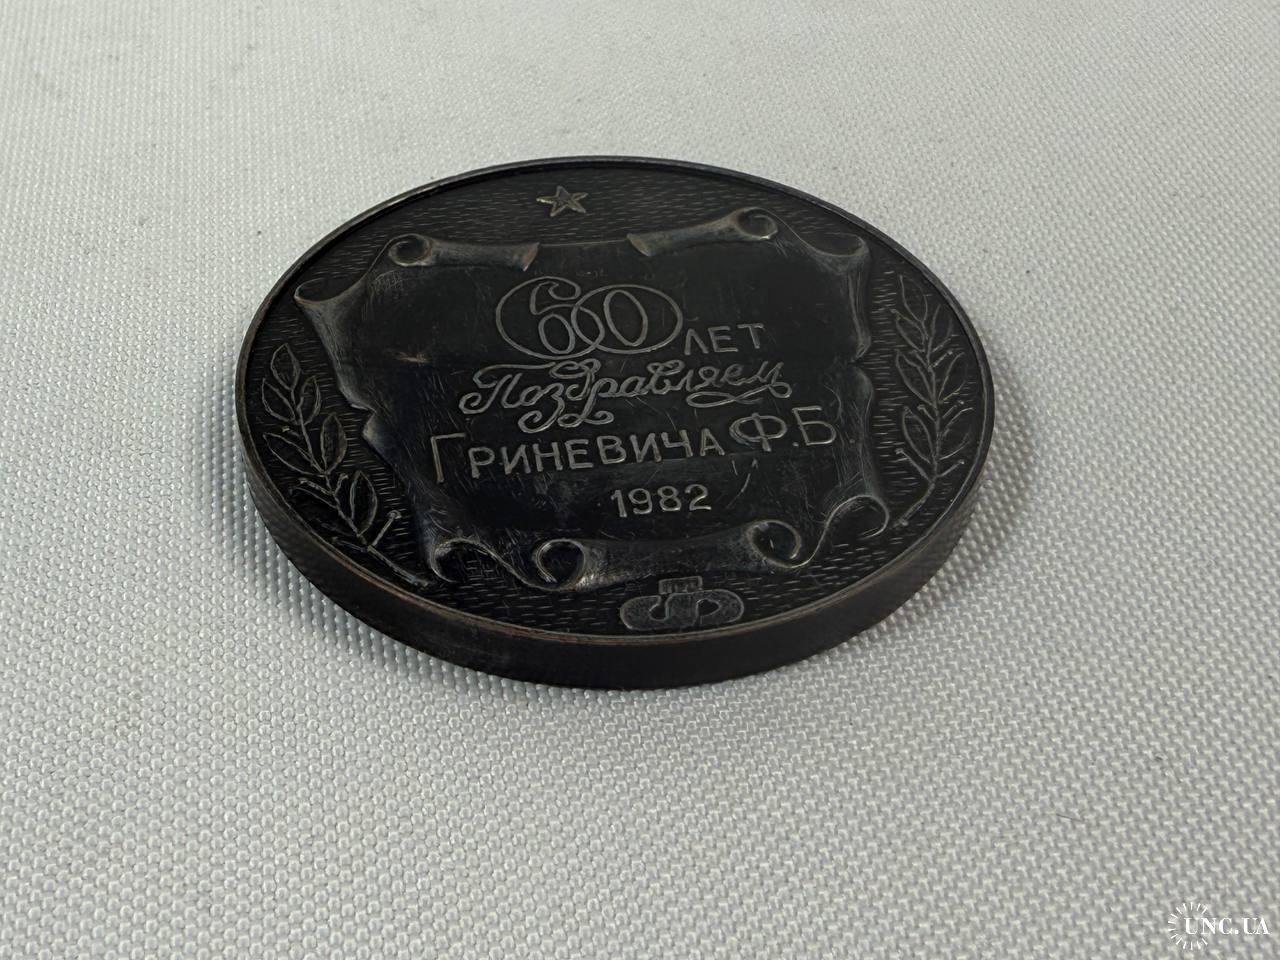 60 ЛЕТ
Поздравляем
ГРИНЕВИЧА Ф.Б
1982
UNC.UA